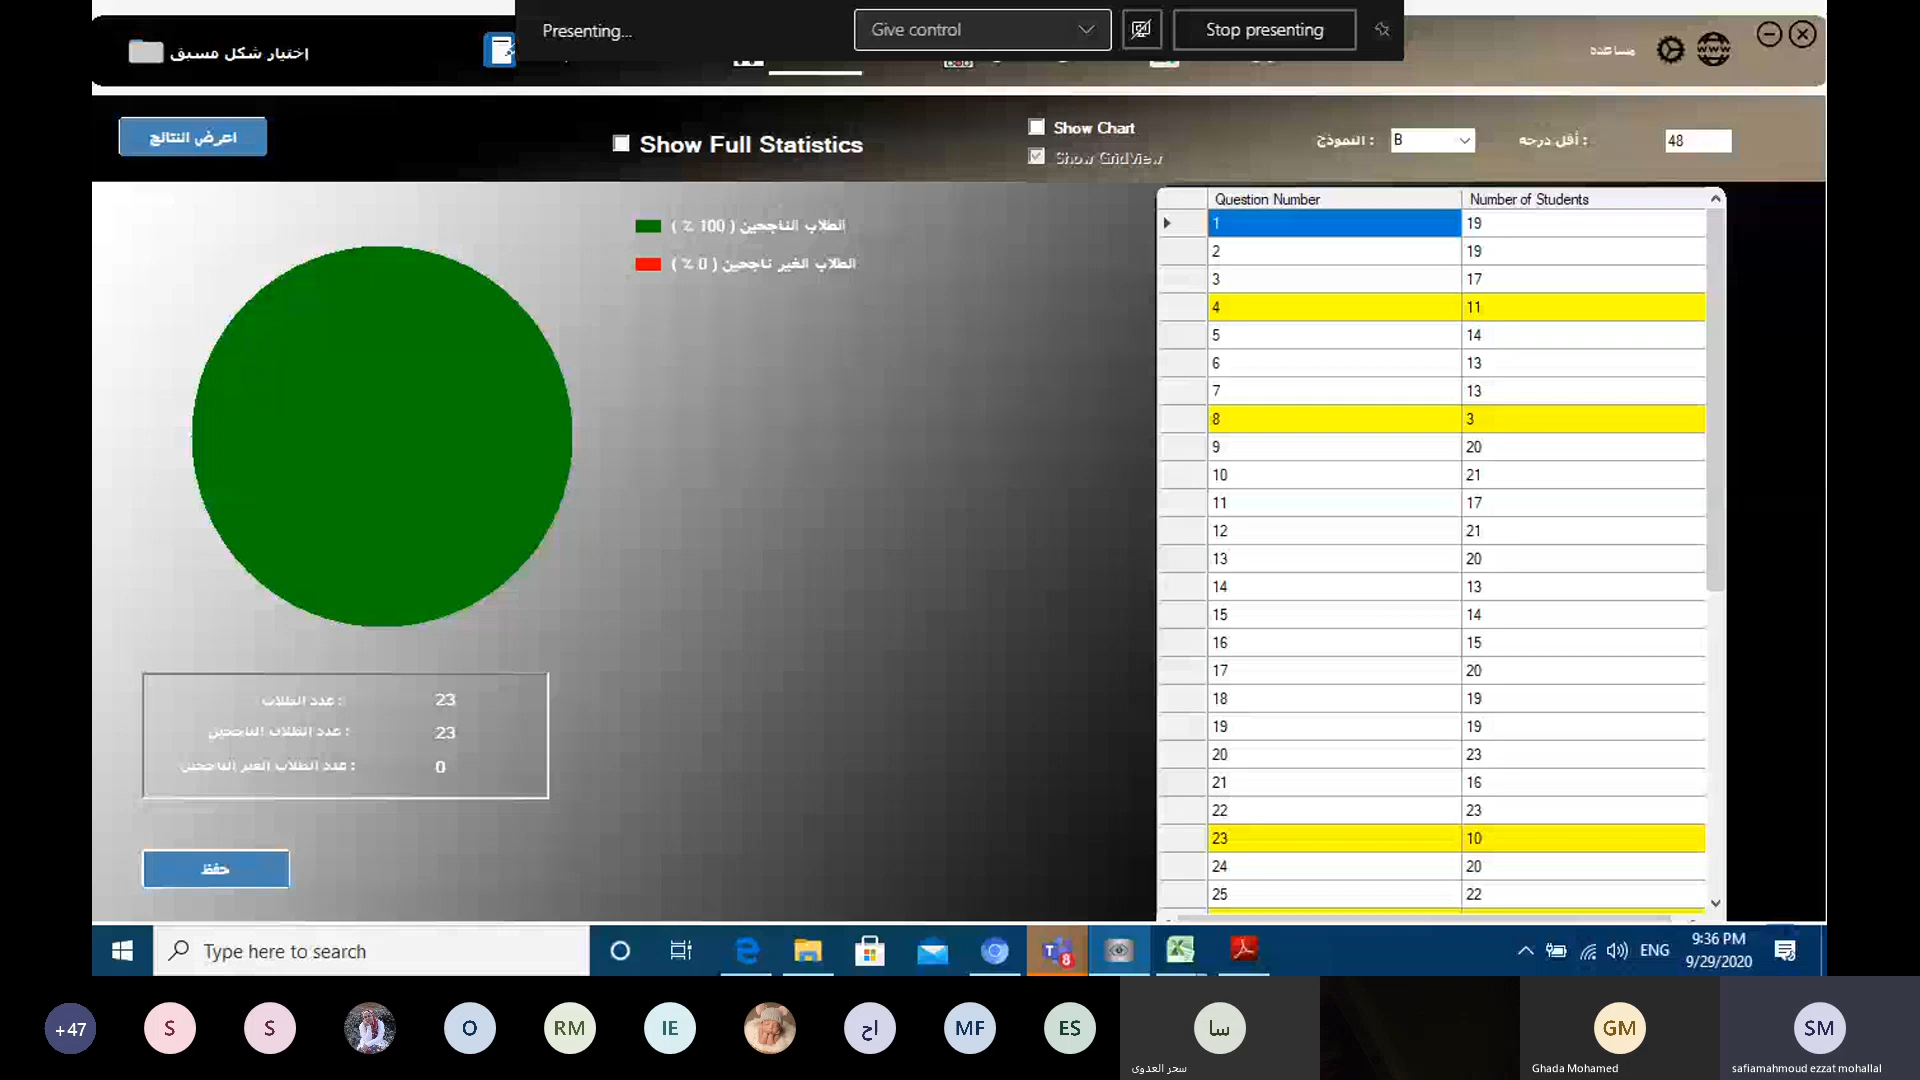 Presenting...
Give control
Stop presenting
اختيار شكل مسبق
مساعده
اعرض النتائج
Show Full Statistics
Show Chart
Show GridView
النموذج :
B
أقل درجه :
48
الطلاب الناجحين ( 100 % )
الطلاب الغير ناجحين ( 0 % )
عدد الطلاب : 23
عدد الطلاب الناجحين : 23
عدد الطلاب الغير الناجحين : 0
حفظ
Question Number Number of Students
1 19
2 19
3 17
4 11
5 14
6 13
7 13
8 3
9 20
10 21
11 17
12 21
13 20
14 13
15 14
16 15
17 20
18 19
19 19
20 23
21 16
22 23
23 10
24 20
25 22
Type here to search
8
ENG
9:36 PM
9/29/2020
+47
S
S
O
RM
IE
اح
MF
ES
سا
سحر العدوى
GM
Ghada Mohamed
SM
safiamahmoud ezzat mohallal